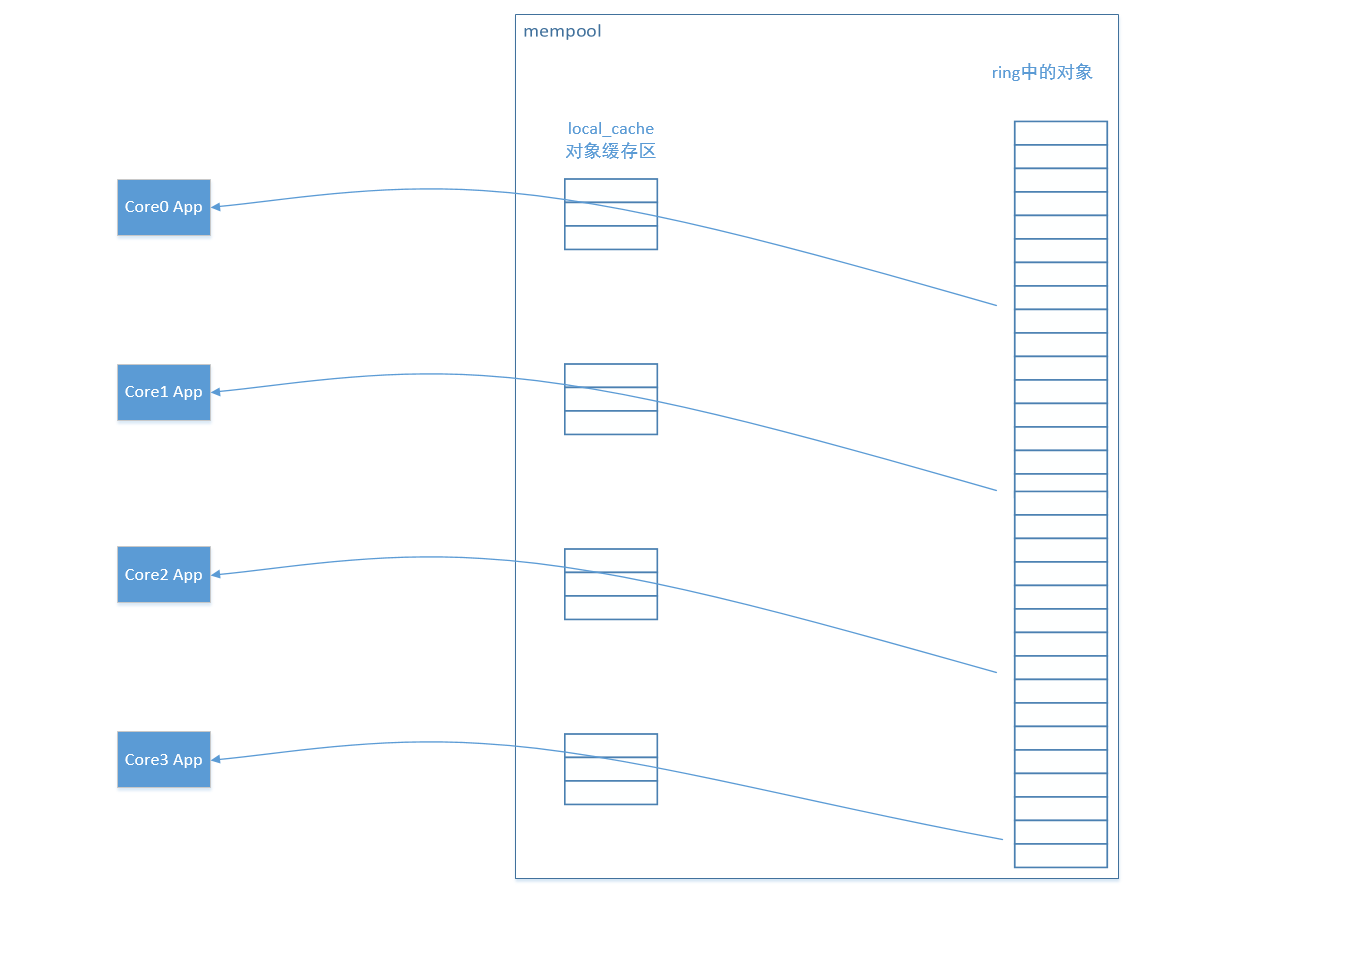 mempool
ring中的对象
local_cache
对象缓存区
Core0 App
Core1 App
Core2 App
Core3 App